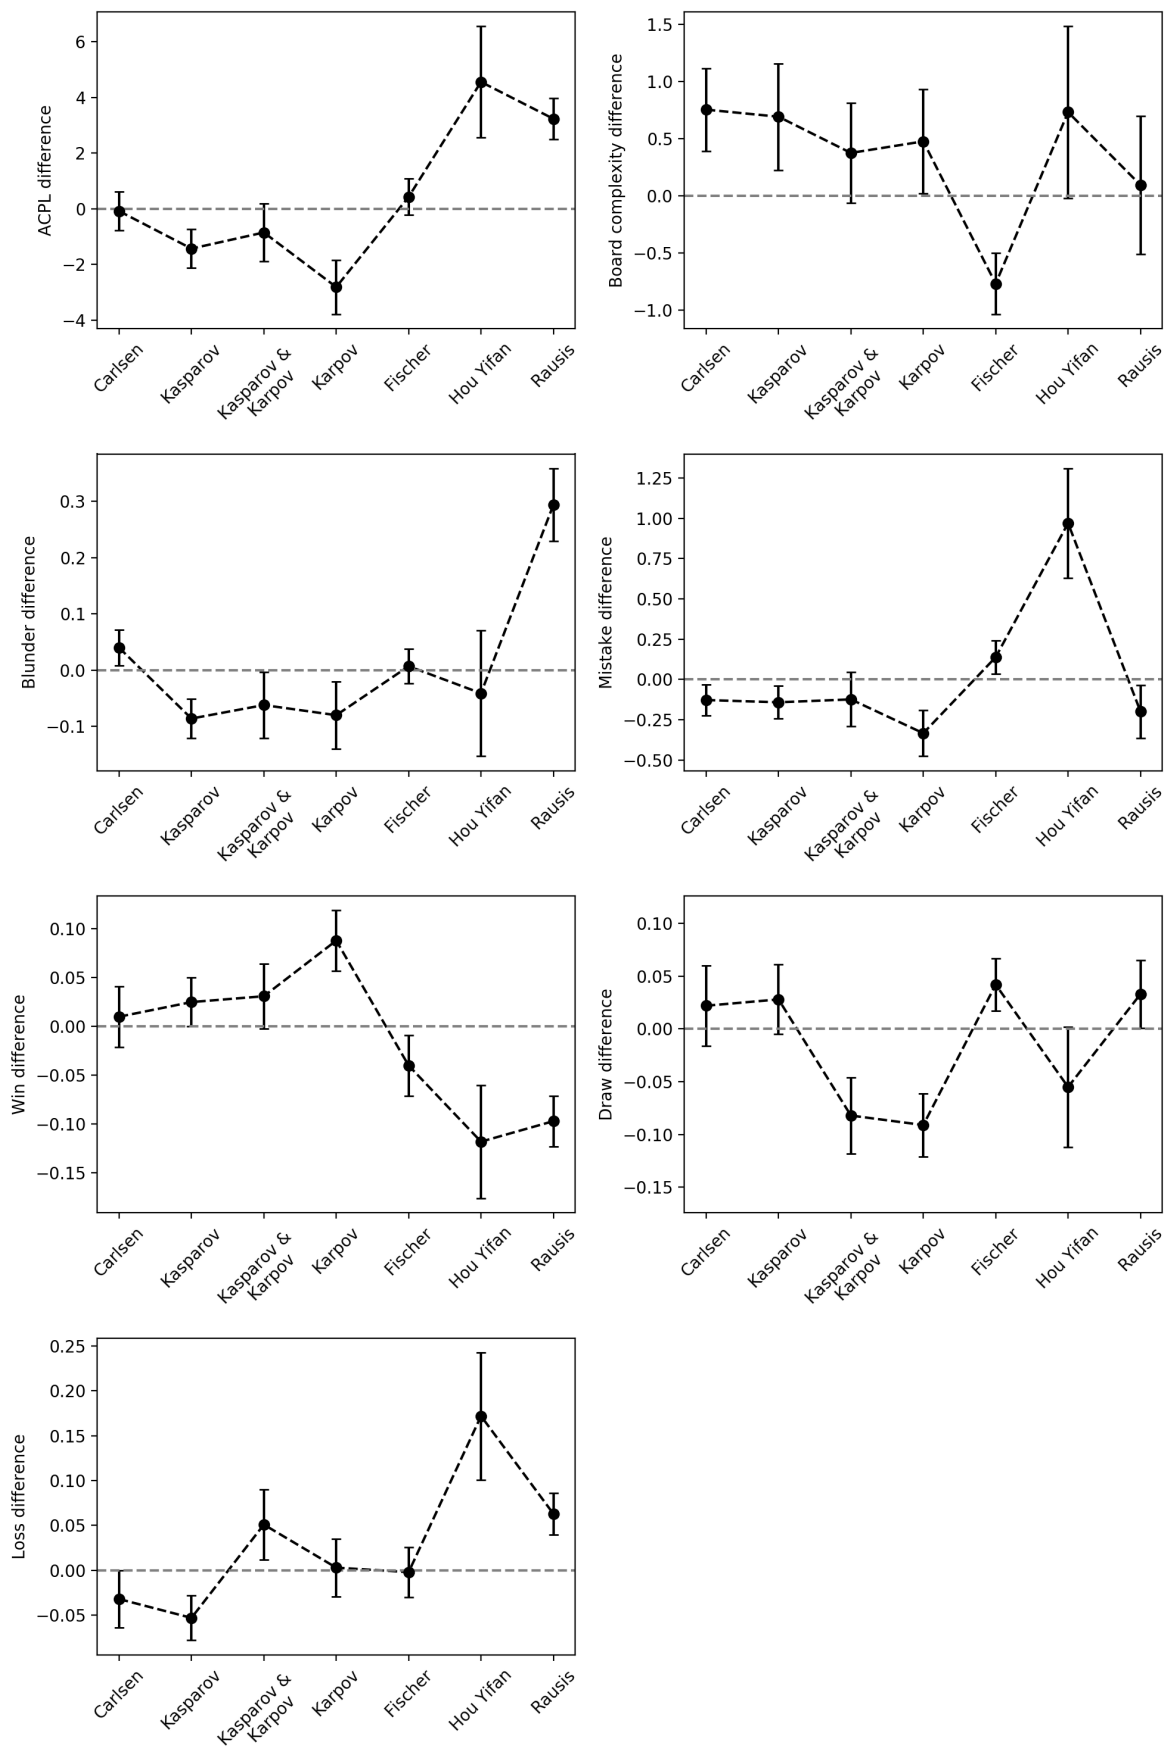 ACPL difference
6
4
2
0
−2
−4
Carlsen
Kasparov
Kasparov &
Karpov
Karpov
Fischer
Hou Yifan
Rausis
Board complexity difference
1.5
1.0
0.5
0.0
−0.5
−1.0
Carlsen
Kasparov
Kasparov &
Karpov
Karpov
Fischer
Hou Yifan
Rausis
Blunder difference
0.3
0.2
0.1
0.0
−0.1
Carlsen
Kasparov
Kasparov &
Karpov
Karpov
Fischer
Hou Yifan
Rausis
Mistake difference
1.25
1.00
0.75
0.50
0.25
0.00
−0.25
−0.50
Carlsen
Kasparov
Kasparov &
Karpov
Karpov
Fischer
Hou Yifan
Rausis
Win difference
0.10
0.05
0.00
−0.05
−0.10
−0.15
Carlsen
Kasparov
Kasparov &
Karpov
Karpov
Fischer
Hou Yifan
Rausis
Draw difference
0.10
0.05
0.00
−0.05
−0.10
−0.15
Carlsen
Kasparov
Kasparov &
Karpov
Karpov
Fischer
Hou Yifan
Rausis
Loss difference
0.25
0.20
0.15
0.10
0.05
0.00
−0.05
Carlsen
Kasparov
Kasparov &
Karpov
Karpov
Fischer
Hou Yifan
Rausis